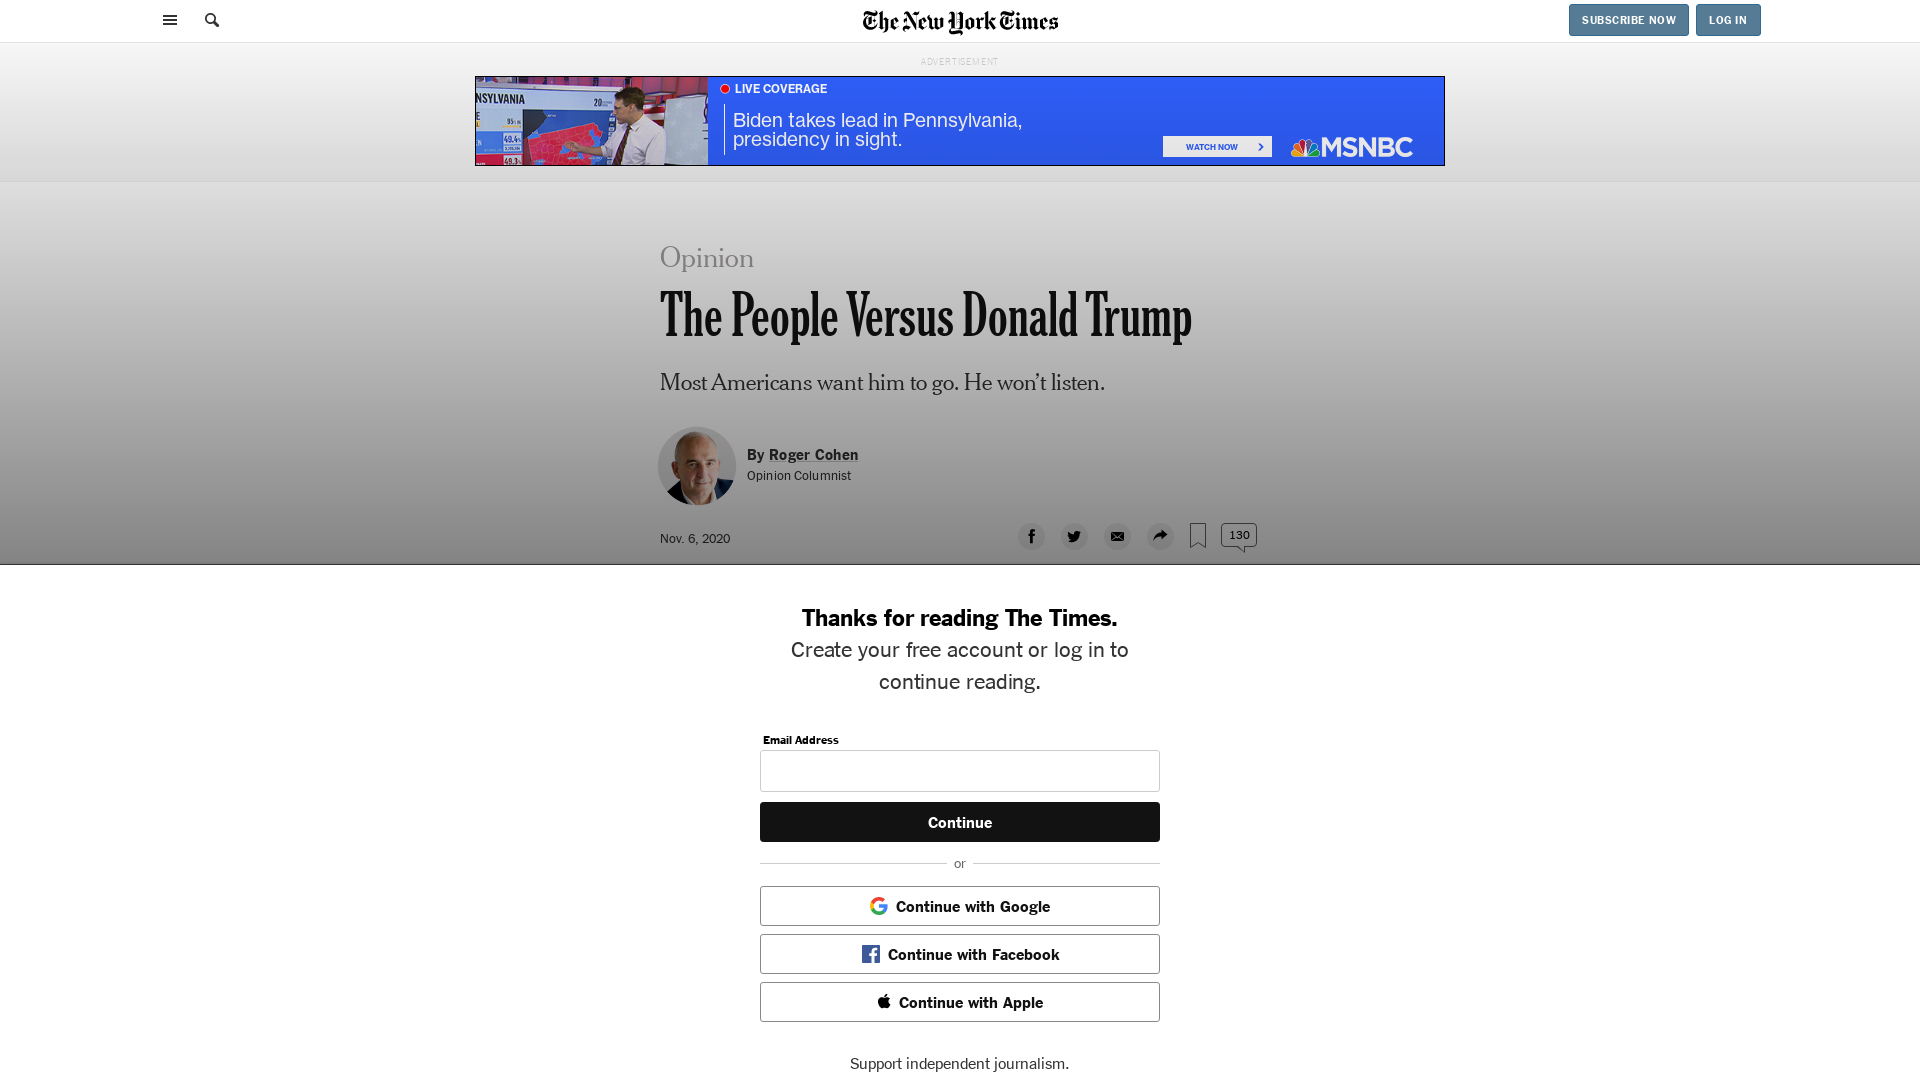 The New York Times
SUBSCRIBE NOW
LOG IN
ADVERTISEMENT
NSYLVANIA
LIVE COVERAGE
Biden takes lead in Pennsylvania,
presidency in sight.
WATCH NOW
MSNBC
Opinion
The People Versus Donald Trump
Most Americans want him to go. He won’t listen.
By Roger Cohen
Opinion Columnist
Nov. 6, 2020
130
Thanks for reading The Times.
Create your free account or log in to
continue reading.
Email Address
Continue
or
Continue with Google
Continue with Facebook
Continue with Apple
Support independent journalism.